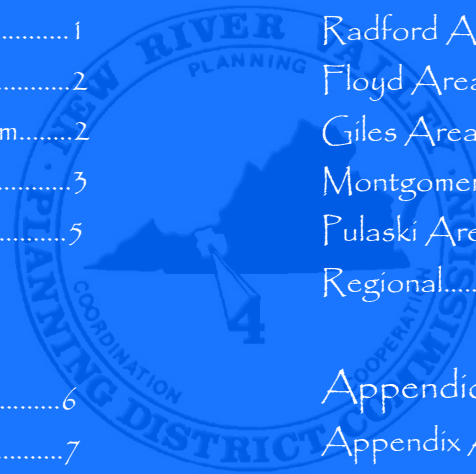 ..............1
..............2
m........2
..............3
..............5
..............6
..............7
Radford A
Floyd Area
Giles Area
Montgomer
Pulaski Are
Regional.....
Appendic
Appendix A
NEW RIVER VALLEY
PLANNING
PLANNING DISTRICT COMMISSION
COORDINATION
COOPERATION
4